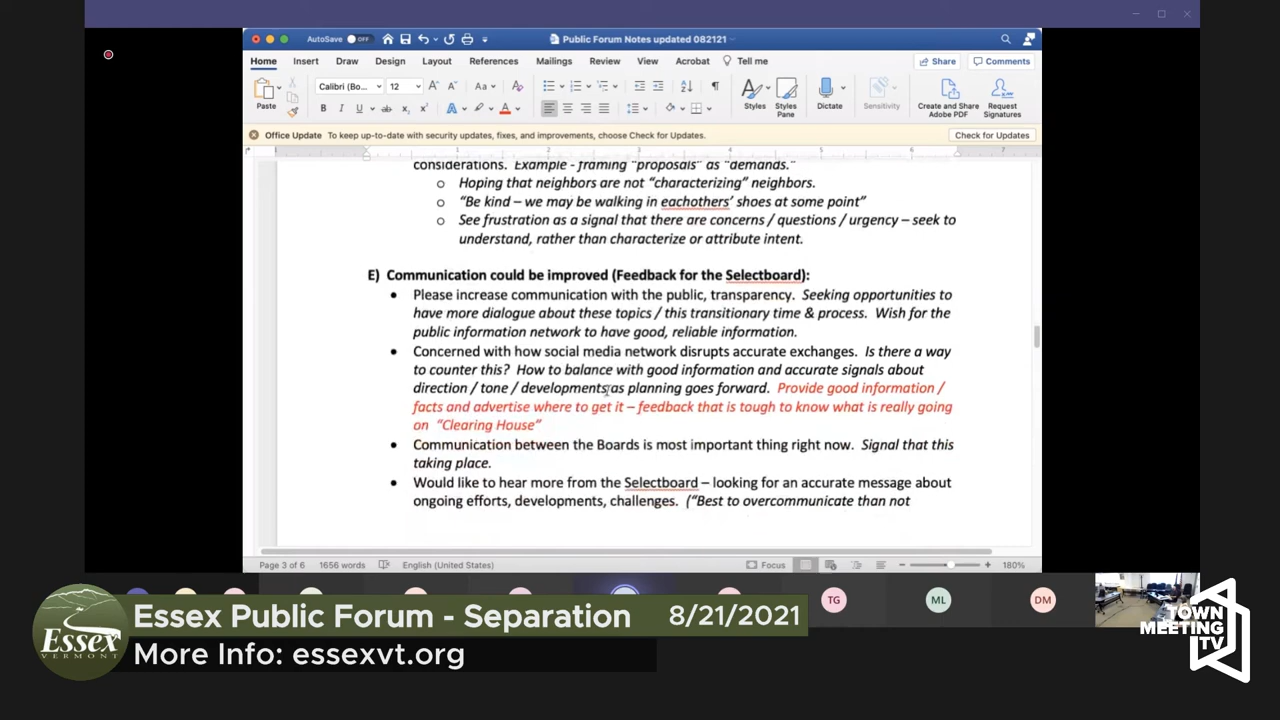 AutoSave OFF
Public Forum Notes updated 082121
Home Insert Draw Design Layout References Mailings Review View Acrobat Tell me
Share Comments
Calibri (Bo... 12
Paste
Styles
Styles Pane
Dictate
Sensitivity
Create and Share Adobe PDF
Request Signatures
Office Update To keep up-to-date with security updates, fixes, and improvements, choose Check for Updates.
Check for Updates
1 1 2 3 4 5 6 7
considerations. Example - framing “proposals” as “demands.”
o Hoping that neighbors are not “characterizing” neighbors.
o “Be kind – we may be walking in eachothers’ shoes at some point”
o See frustration as a signal that there are concerns / questions / urgency – seek to
understand, rather than characterize or attribute intent.
E) Communication could be improved (Feedback for the Selectboard):
• Please increase communication with the public, transparency. Seeking opportunities to
have more dialogue about these topics / this transitionary time & process. Wish for the
public information network to have good, reliable information.
• Concerned with how social media network disrupts accurate exchanges. Is there a way
to counter this? How to balance with good information and accurate signals about
direction / tone / developments as planning goes forward. Provide good information /
facts and advertise where to get it – feedback that is tough to know what is really going
on “Clearing House”
• Communication between the Boards is most important thing right now. Signal that this
taking place.
• Would like to hear more from the Selectboard – looking for an accurate message about
ongoing efforts, developments, challenges. (“Best to overcommunicate than not
Page 3 of 6 1656 words English (United States) Focus 180%
TG ML DM
Essex VERMONT
Essex Public Forum - Separation 8/21/2021
More Info: essexvt.org
TOWN
MEETING
TV